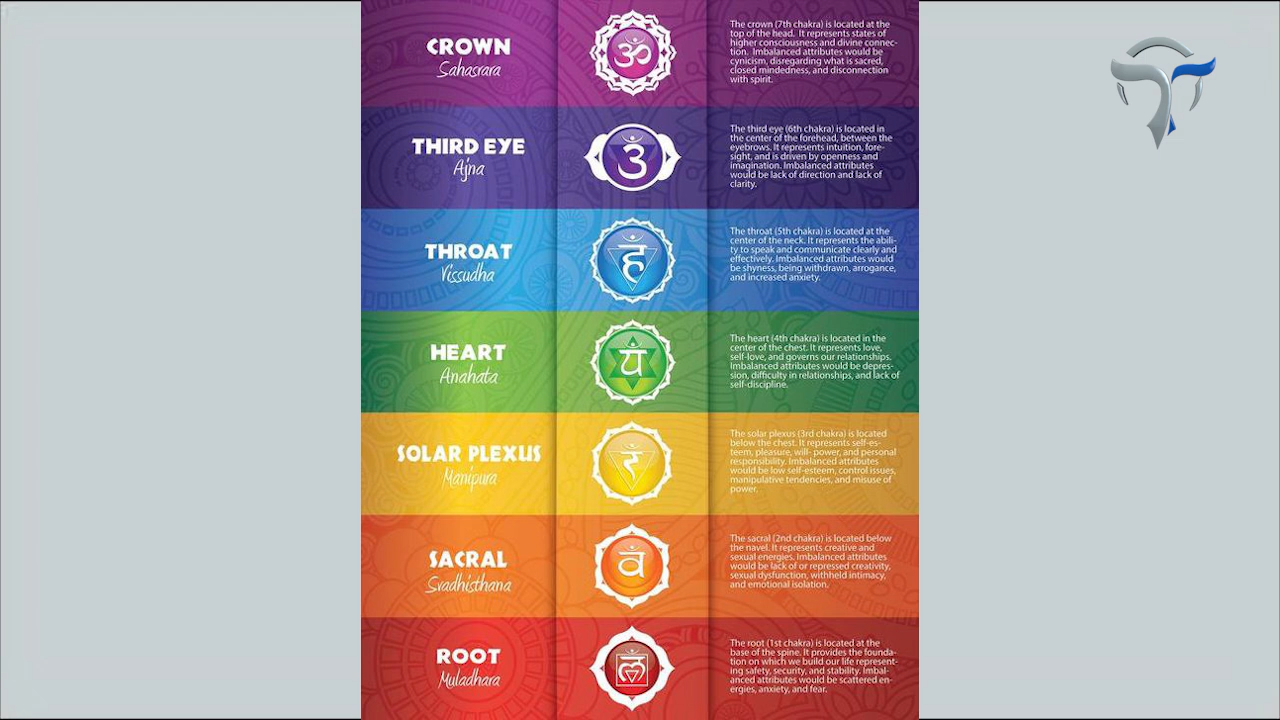 CROWN
Sahasrara
ॐ
The crown (7th chakra) is located at the
top of the head. It represents states of
higher consciousness and divine connec-
tion. Imbalanced attributes would be
cynicism, disregarding what is sacred,
closed mindedness, and disconnection
with spirit.
THIRD EYE
Ajna
The third eye (6th chakra) is located in
the center of the forehead, between the
eyebrows. It represents intuition, fore-
sight, and is driven by openness and
imagination. Imbalanced attributes
would be lack of direction and lack of
clarity.
THROAT
Vissudha
हं
The throat (5th chakra) is located at the
center of the neck. It represents the abili-
ty to speak and communicate clearly and
effectively. Imbalanced attributes would
be shyness, being withdrawn, arrogance,
and increased anxiety.
HEART
Anahata
यं
The heart (4th chakra) is located in the
center of the chest. It represents love,
self-love, and governs our relationships.
Imbalanced attributes would be depres-
sion, difficulty in relationships, and lack of
self-discipline.
SOLAR PLEXUS
Manipura
रं
The solar plexus (3rd chakra) is located
below the chest. It represents self-es-
teem, pleasure, will- power, and personal
responsibility. Imbalanced attributes
would be low self-esteem, control issues,
manipulative tendencies, and misuse of
power.
SACRAL
Svadhisthana
वं
The sacral (2nd chakra) is located below
the navel. It represents creative and
sexual energies. Imbalanced attributes
would be lack of or repressed creativity,
sexual dysfunction, withheld intimacy,
and emotional isolation.
ROOT
Muladhara
लं
The root (1st chakra) is located at the
base of the spine. It provides the founda-
tion on which we build our life represent-
ing safety, security, and stability. Imbal-
anced attributes would be scattered en-
ergies, anxiety, and fear.